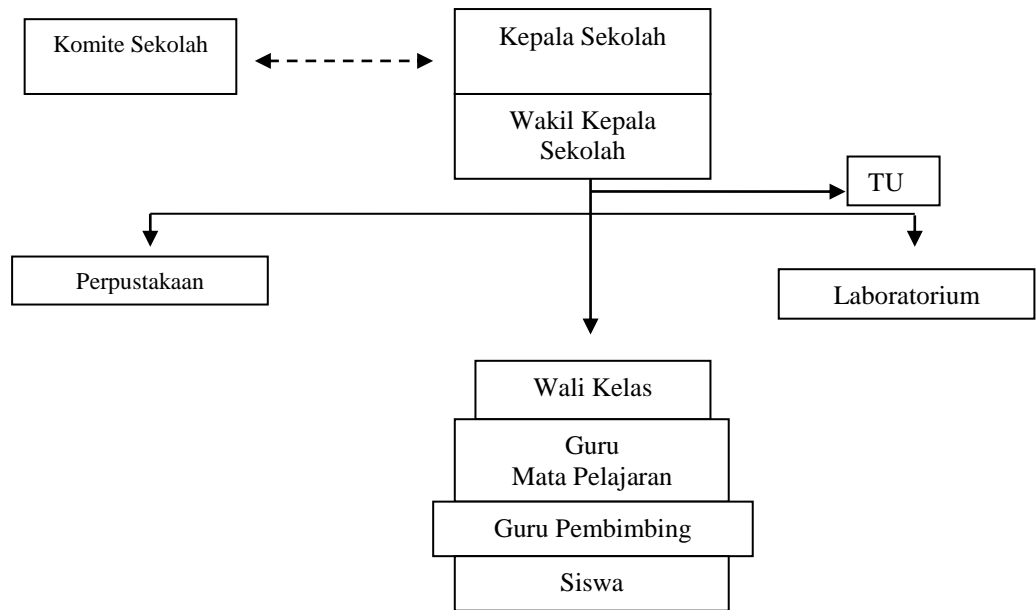 Komite Sekolah
Kepala Sekolah
Wakil Kepala
Sekolah
TU
Perpustakaan
Laboratorium
Wali Kelas
Guru
Mata Pelajaran
Guru Pembimbing
Siswa